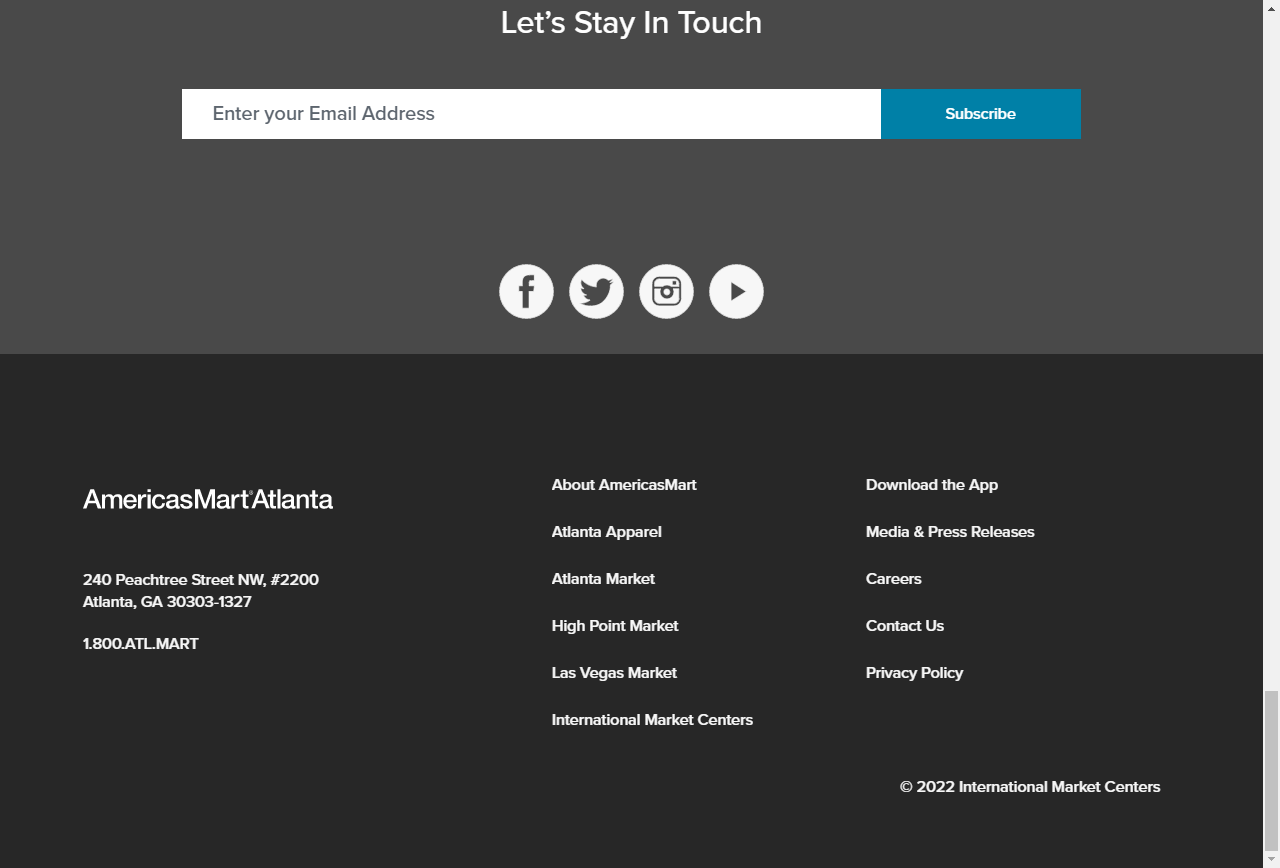 Let’s Stay In Touch
Enter your Email Address
Subscribe
AmericasMart®Atlanta
240 Peachtree Street NW, #2200
Atlanta, GA 30303-1327
1.800.ATL.MART
About AmericasMart
Atlanta Apparel
Atlanta Market
High Point Market
Las Vegas Market
International Market Centers
Download the App
Media & Press Releases
Careers
Contact Us
Privacy Policy
© 2022 International Market Centers